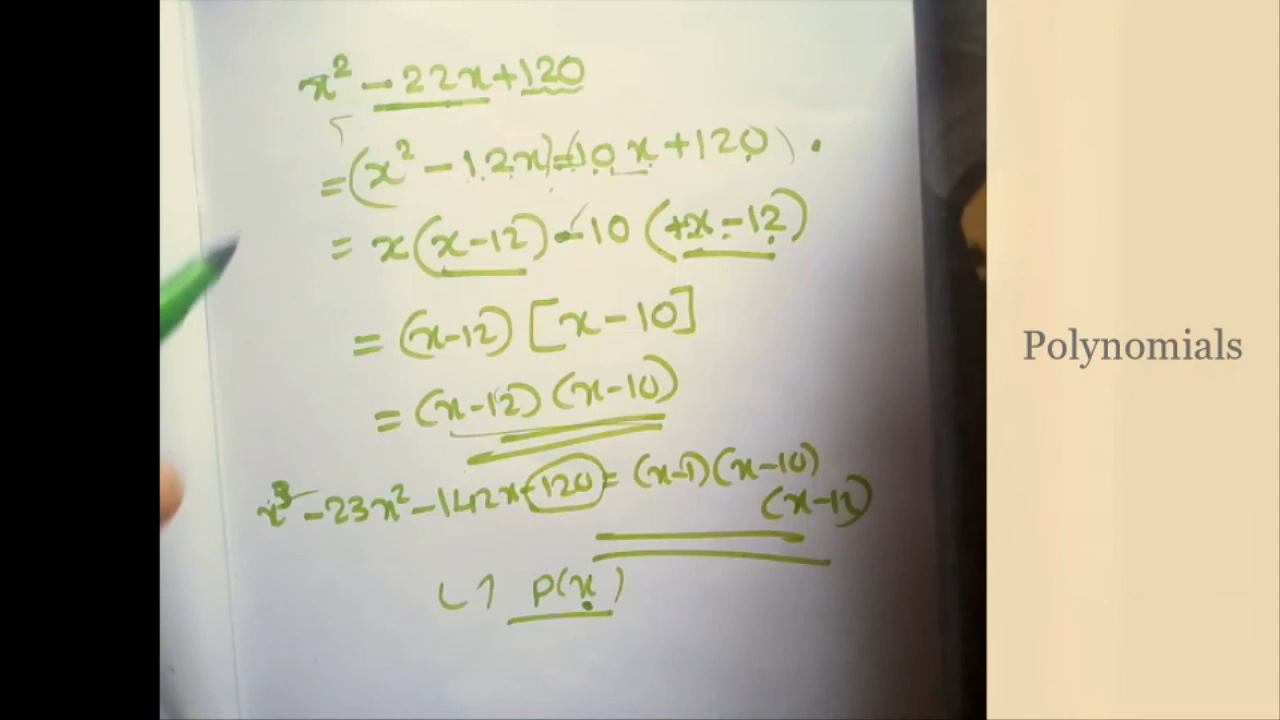 x² - 22x + 120
= (x² - 12x) - (10x + 120)
= x(x-12) - 10 (+x - 12)
= (x-12) [x-10]
= (x-12) (x-10)
x³ - 23x² - 142x - 120 = (x-1)(x-10)
(x-12)
P(x)
Polynomials